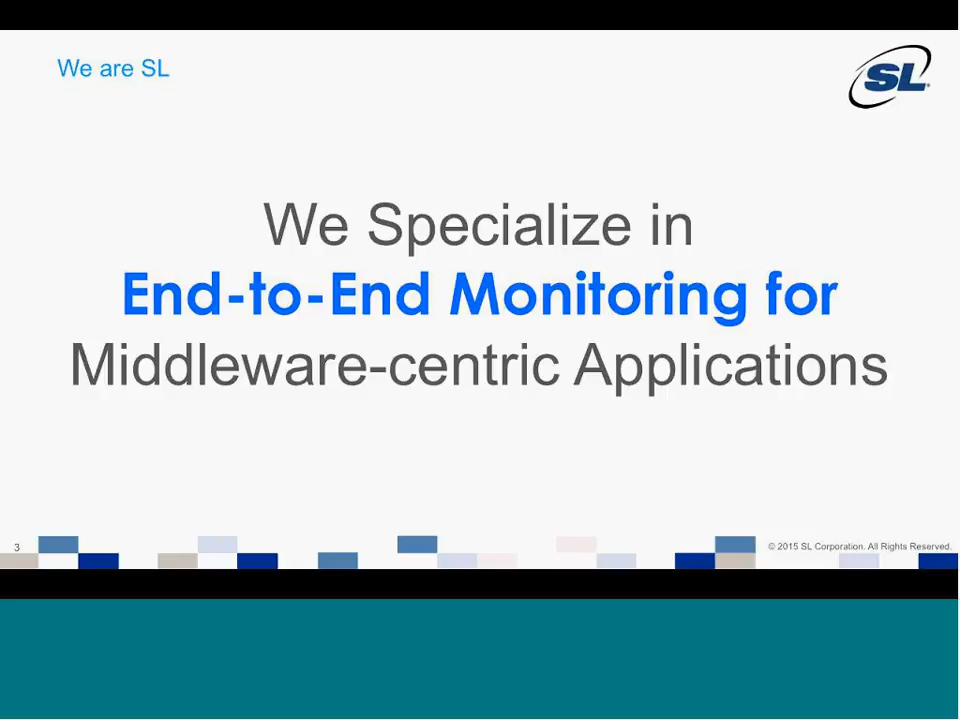 We are SL
SL
We Specialize in
End-to-End Monitoring for
Middleware-centric Applications
3
© 2015 SL Corporation. All Rights Reserved.